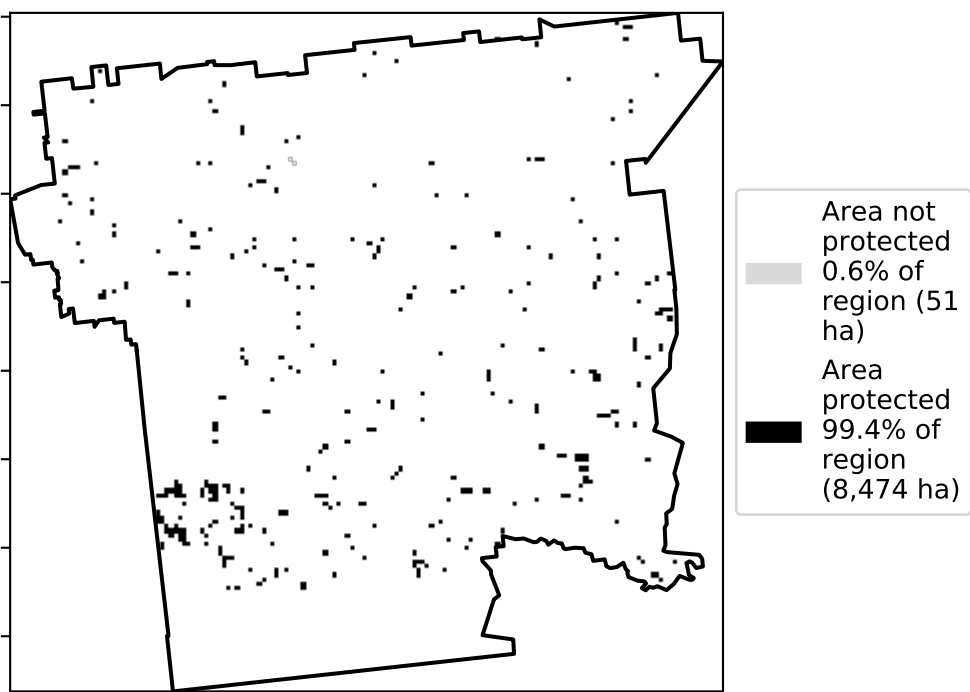 Area not
protected
0.6% of
region (51
ha)
Area
protected
99.4% of
region
(8,474 ha)